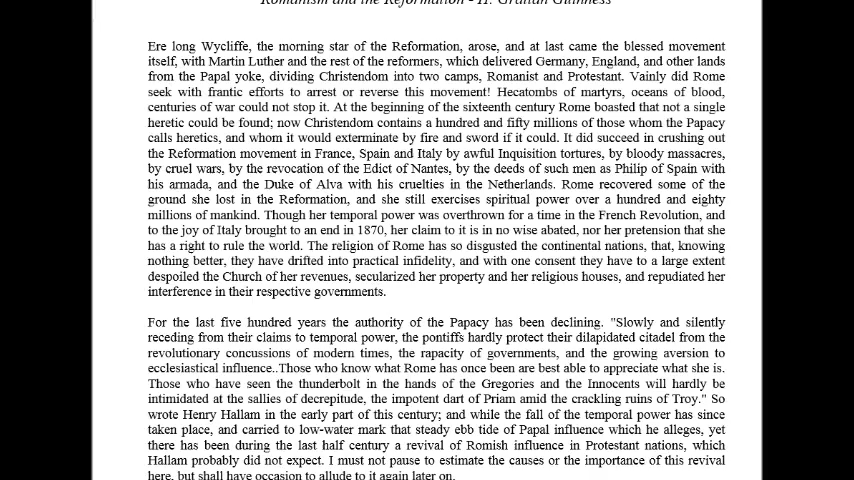 Romanism and the Reformation - H. Grattan Guinness
Ere long Wycliffe, the morning star of the Reformation, arose, and at last came the blessed movement
itself, with Martin Luther and the rest of the reformers, which delivered Germany, England, and other lands
from the Papal yoke, dividing Christendom into two camps, Romanist and Protestant. Vainly did Rome
seek with frantic efforts to arrest or reverse this movement! Hecatombs of martyrs, oceans of blood,
centuries of war could not stop it. At the beginning of the sixteenth century Rome boasted that not a single
heretic could be found; now Christendom contains a hundred and fifty millions of those whom the Papacy
calls heretics, and whom it would exterminate by fire and sword if it could. It did succeed in crushing out
the Reformation movement in France, Spain and Italy by awful Inquisition tortures, by bloody massacres,
by cruel wars, by the revocation of the Edict of Nantes, by the deeds of such men as Philip of Spain with
his armada, and the Duke of Alva with his cruelties in the Netherlands. Rome recovered some of the
ground she lost in the Reformation, and she still exercises spiritual power over a hundred and eighty
millions of mankind. Though her temporal power was overthrown for a time in the French Revolution, and
to the joy of Italy brought to an end in 1870, her claim to it is in no wise abated, nor her pretension that she
has a right to rule the world. The religion of Rome has so disgusted the continental nations, that, knowing
nothing better, they have drifted into practical infidelity, and with one consent they have to a large extent
despoiled the Church of her revenues, secularized her property and her religious houses, and repudiated her
interference in their respective governments.
For the last five hundred years the authority of the Papacy has been declining. "Slowly and silently
receding from their claims to temporal power, the pontiffs hardly protect their dilapidated citadel from the
revolutionary concussions of modern times, the rapacity of governments, and the growing aversion to
ecclesiastical influence..Those who know what Rome has once been are best able to appreciate what she is.
Those who have seen the thunderbolt in the hands of the Gregories and the Innocents will hardly be
intimidated at the sallies of decrepitude, the impotent dart of Priam amid the crackling ruins of Troy." So
wrote Henry Hallam in the early part of this century; and while the fall of the temporal power has since
taken place, and carried to low-water mark that steady ebb tide of Papal influence which he alleges, yet
there has been during the last half century a revival of Romish influence in Protestant nations, which
Hallam probably did not expect. I must not pause to estimate the causes or the importance of this revival
here, but shall have occasion to allude to it again later on.